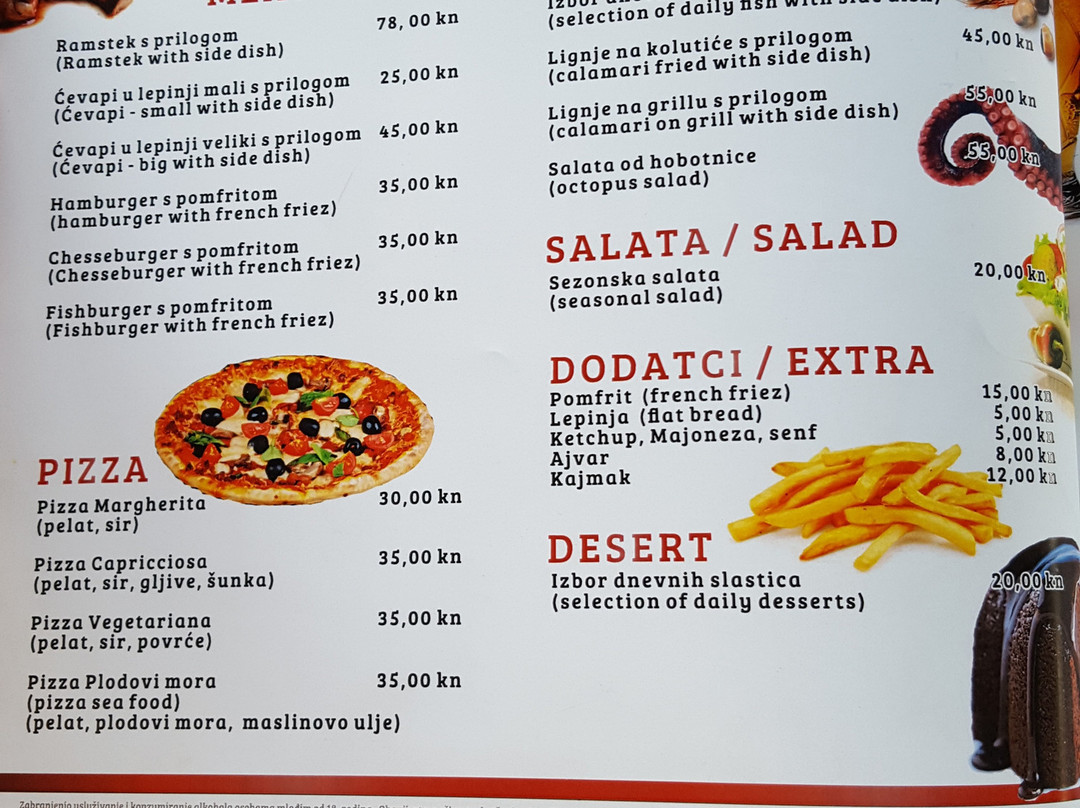 Ramstek s prilogom 78,00 kn
(Ramstek with side dish)
Ćevapi u lepinji mali s prilogom 25,00 kn
(Ćevapi - small with side dish)
Ćevapi u lepinji veliki s prilogom 45,00 kn
(Ćevapi - big with side dish)
Hamburger s pomfritom 35,00 kn
(hamburger with french friez)
Chesseburger s pomfritom 35,00 kn
(Chesseburger with french friez)
Fishburger s pomfritom 35,00 kn
(Fishburger with french friez)
PIZZA
Pizza Margherita 30,00 kn
(pelat, sir)
Pizza Capricciosa 35,00 kn
(pelat, sir, gljive, šunka)
Pizza Vegetariana 35,00 kn
(pelat, sir, povrće)
Pizza Plodovi mora 35,00 kn
(pizza sea food)
(pelat, plodovi mora, maslinovo ulje)
(selection of daily fish with side dish)
Lignje na kolutiće s prilogom 45,00 kn
(calamari fried with side dish)
Lignje na grillu s prilogom 55,00 kn
(calamari on grill with side dish)
Salata od hobotnice 55,00 kn
(octopus salad)
SALATA / SALAD
Sezonska salata 20,00 kn
(seasonal salad)
DODATCI / EXTRA
Pomfrit (french friez) 15,00 kn
Lepinja (flat bread) 5,00 kn
Ketchup, Majoneza, senf 5,00 kn
Ajvar 8,00 kn
Kajmak 12,00 kn
DESERT
Izbor dnevnih slastica 20,00 kn
(selection of daily desserts)